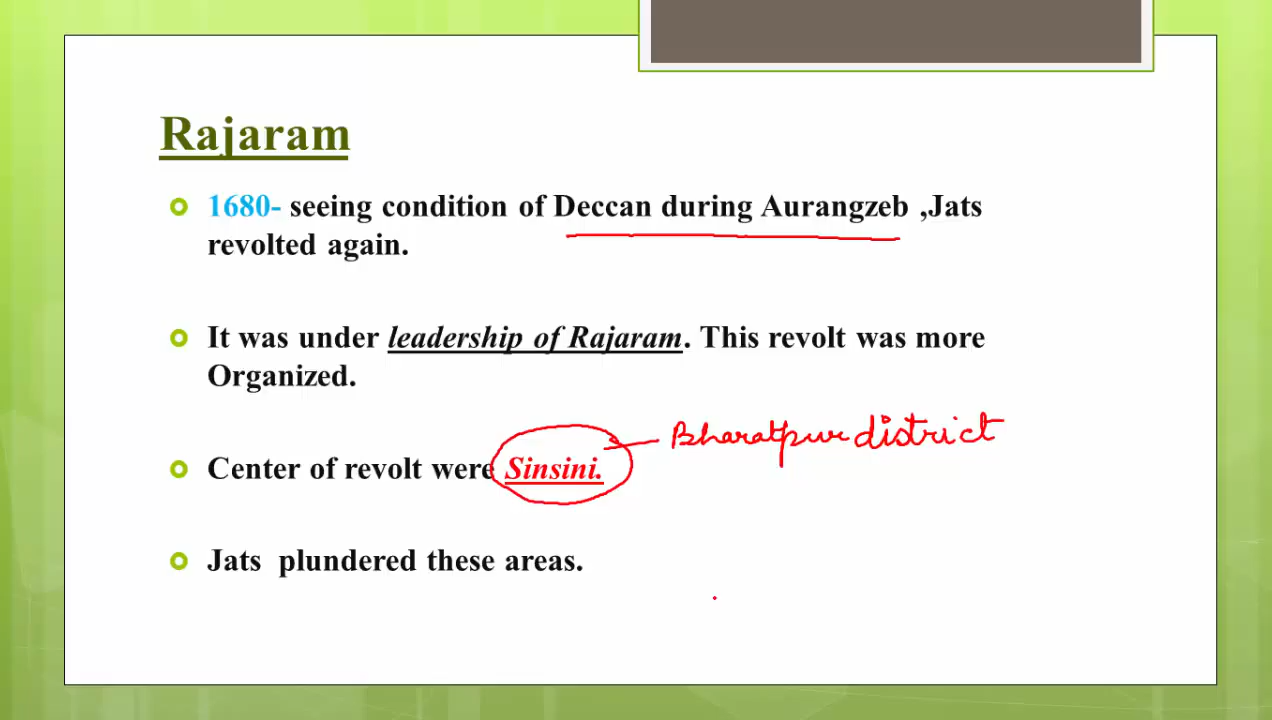 Rajaram
1680- seeing condition of Deccan during Aurangzeb ,Jats
revolted again.
It was under leadership of Rajaram. This revolt was more
Organized.
Bharatpur district
Center of revolt were Sinsini.
Jats plundered these areas.